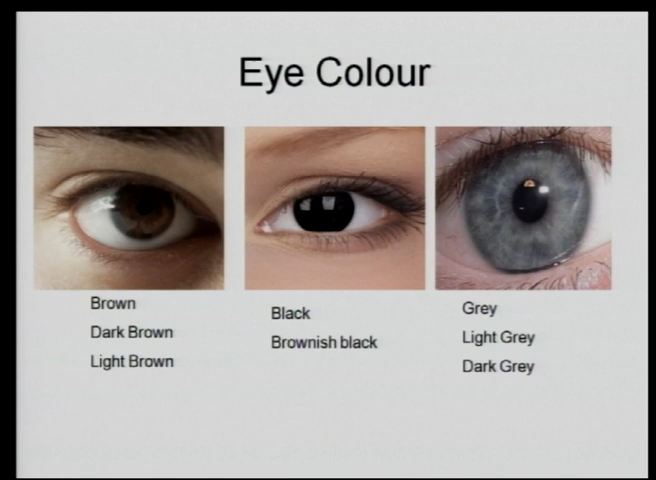 Eye Colour
Brown
Dark Brown
Light Brown
Black
Brownish black
Grey
Light Grey
Dark Grey